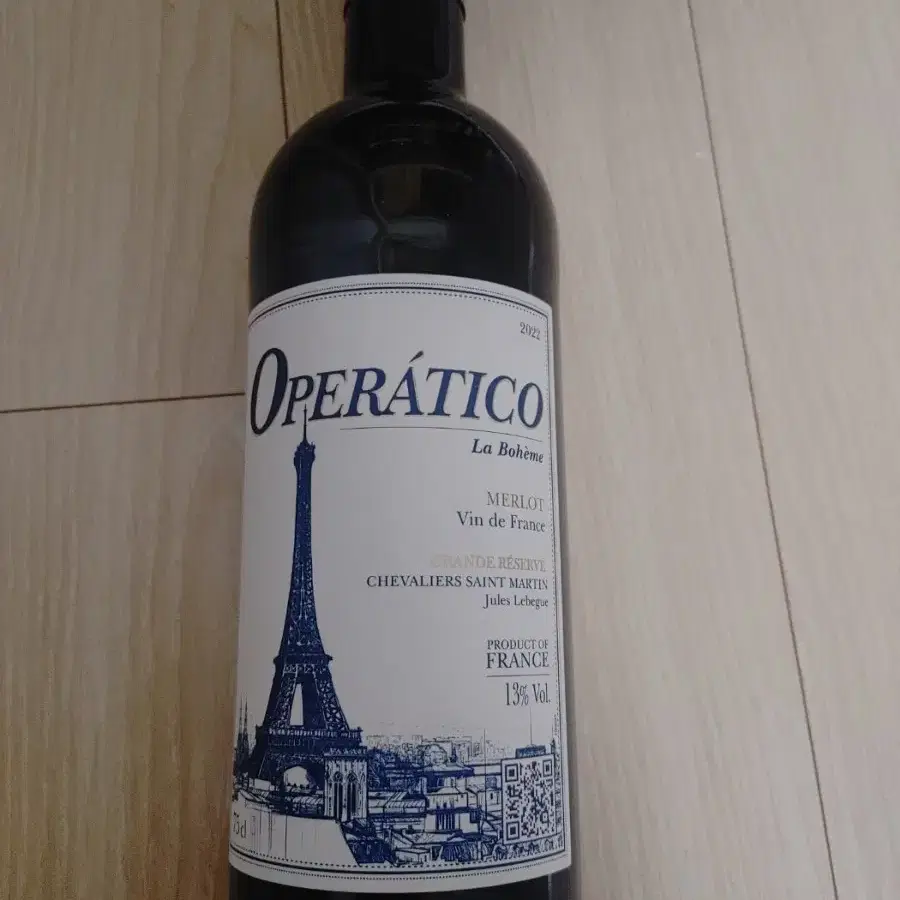 2022
OPERÁTICO
La Bohème
MERLOT
Vin de France
GRANDE RÉSERVE
CHEVALIERS SAINT MARTIN
Jules Lebegue
PRODUCT OF
FRANCE
13% Vol.